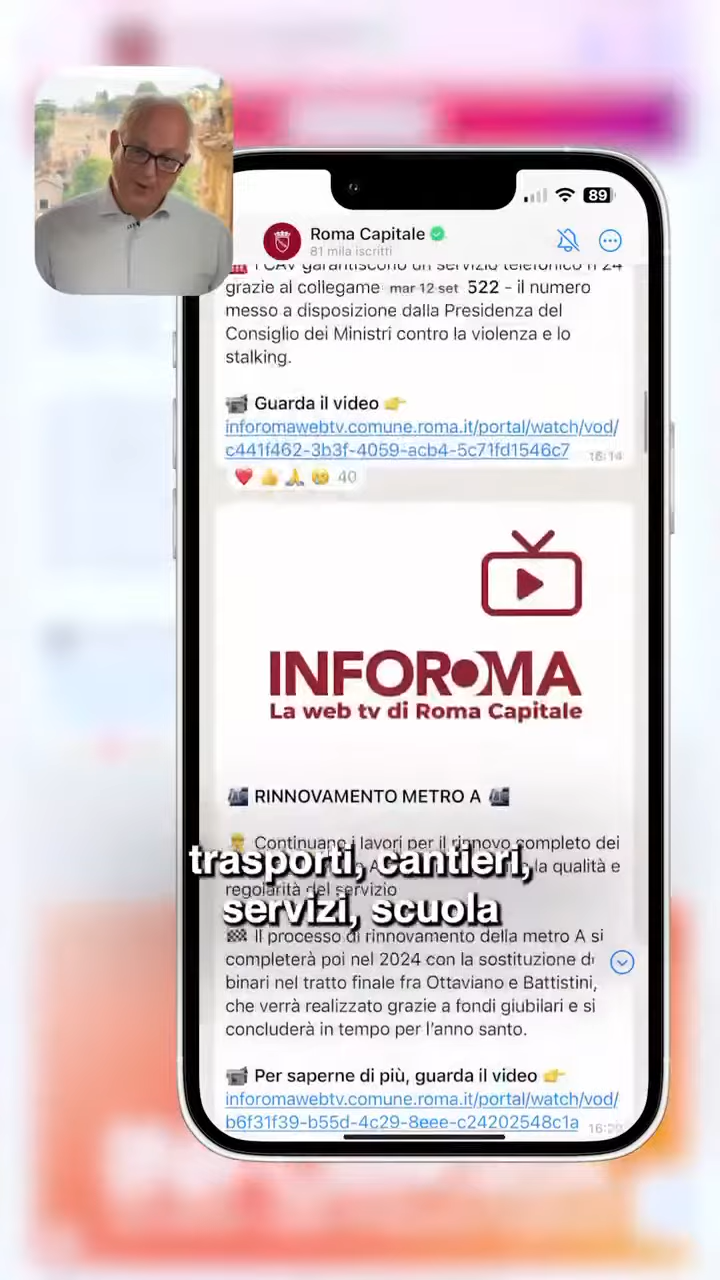 89
Roma Capitale
81 mila iscritti
I CAV garantiscono un servizio telefonico h 24
grazie al collegame mar 12 set 522 - il numero
messo a disposizione dalla Presidenza del
Consiglio dei Ministri contro la violenza e lo
stalking.
Guarda il video
inforomawebtv.comune.roma.it/portal/watch/vod/
c441f462-3b3f-4059-acb4-5c71fd1546c7
16:14
40
INFOROMA
La web tv di Roma Capitale
RINNOVAMENTO METRO A
Continuano i lavori per il rinnovo completo dei
la qualità e
trasporti, cantieri,
regolarità del servizio
servizi, scuola
Il processo di rinnovamento della metro A si
completerà poi nel 2024 con la sostituzione d
binari nel tratto finale fra Ottaviano e Battistini,
che verrà realizzato grazie a fondi giubilari e si
concluderà in tempo per l'anno santo.
Per saperne di più, guarda il video
inforomawebtv.comune.roma.it/portal/watch/vod/
b6f31f39-b55d-4c29-8eee-c24202548c1a